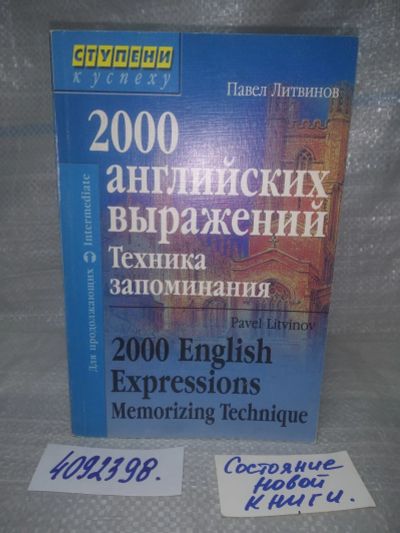 СТУПЕНИ
к успеху
Павел Литвинов
2000
английских
выражений
Техника
запоминания
Для продолжающих Intermediate
Pavel Litvinov
2000 English
Expressions
Memorizing Technique
4092398.
Состояние
новой
книги.